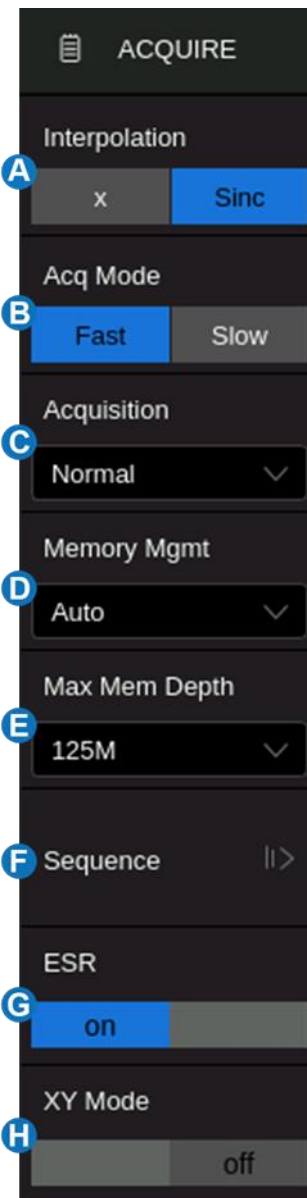 ACQUIRE
Interpolation
A
x Sinc
Acq Mode
B
Fast Slow
Acquisition
C
Normal
Memory Mgmt
D
Auto
Max Mem Depth
E
125M
F Sequence
ESR
G
on
XY Mode
H
off